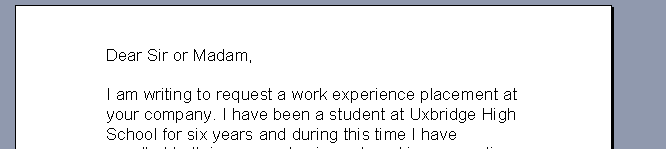 Dear Sir or Madam,
I am writing to request a work experience placement at
your company. I have been a student at Uxbridge High
School for six years and during this time I have